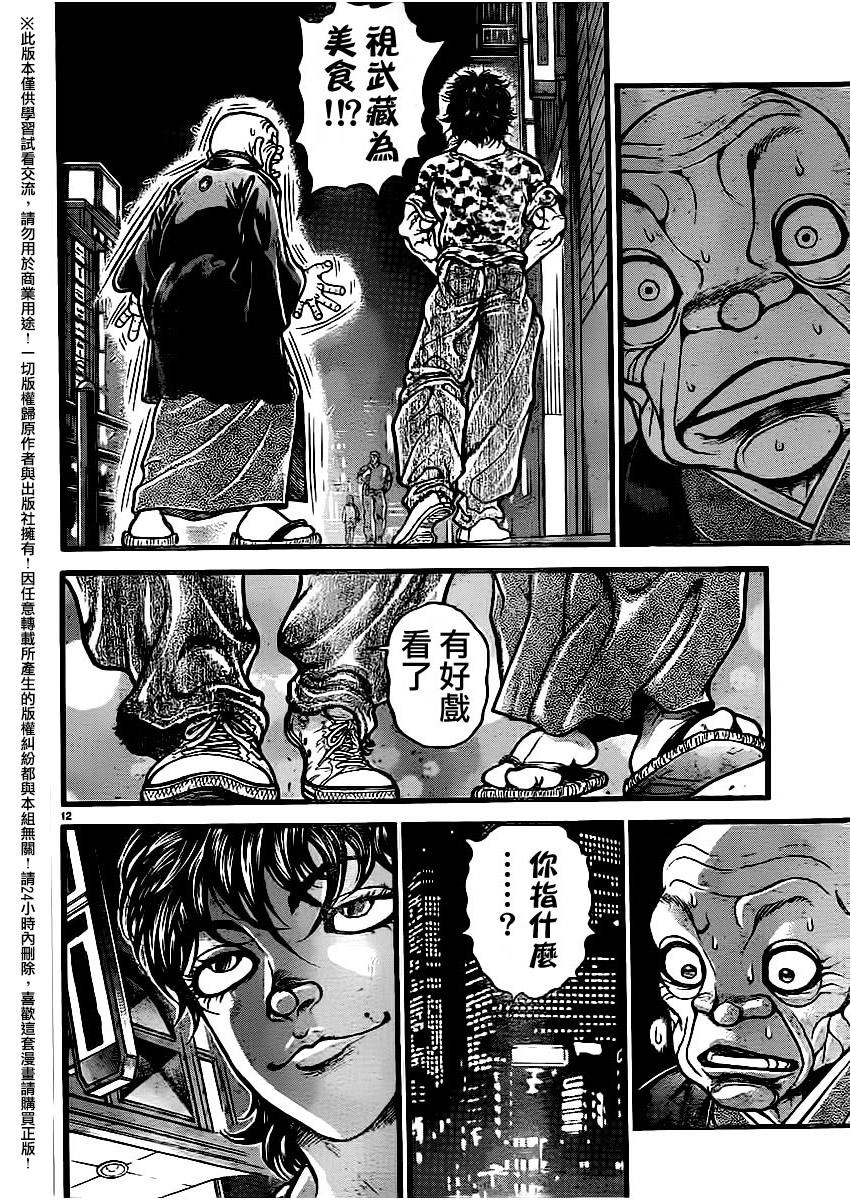 視武藏為
美食!!?
有好戲
看了
你指什麼
……?
12
※此版本僅供學習試看交流，請勿用於商業用途！一切版權歸原作者與出版社擁有！因任意轉載所產生的版權糾紛都與本組無關！請24小時內刪除，喜歡這套漫畫請購買正版！